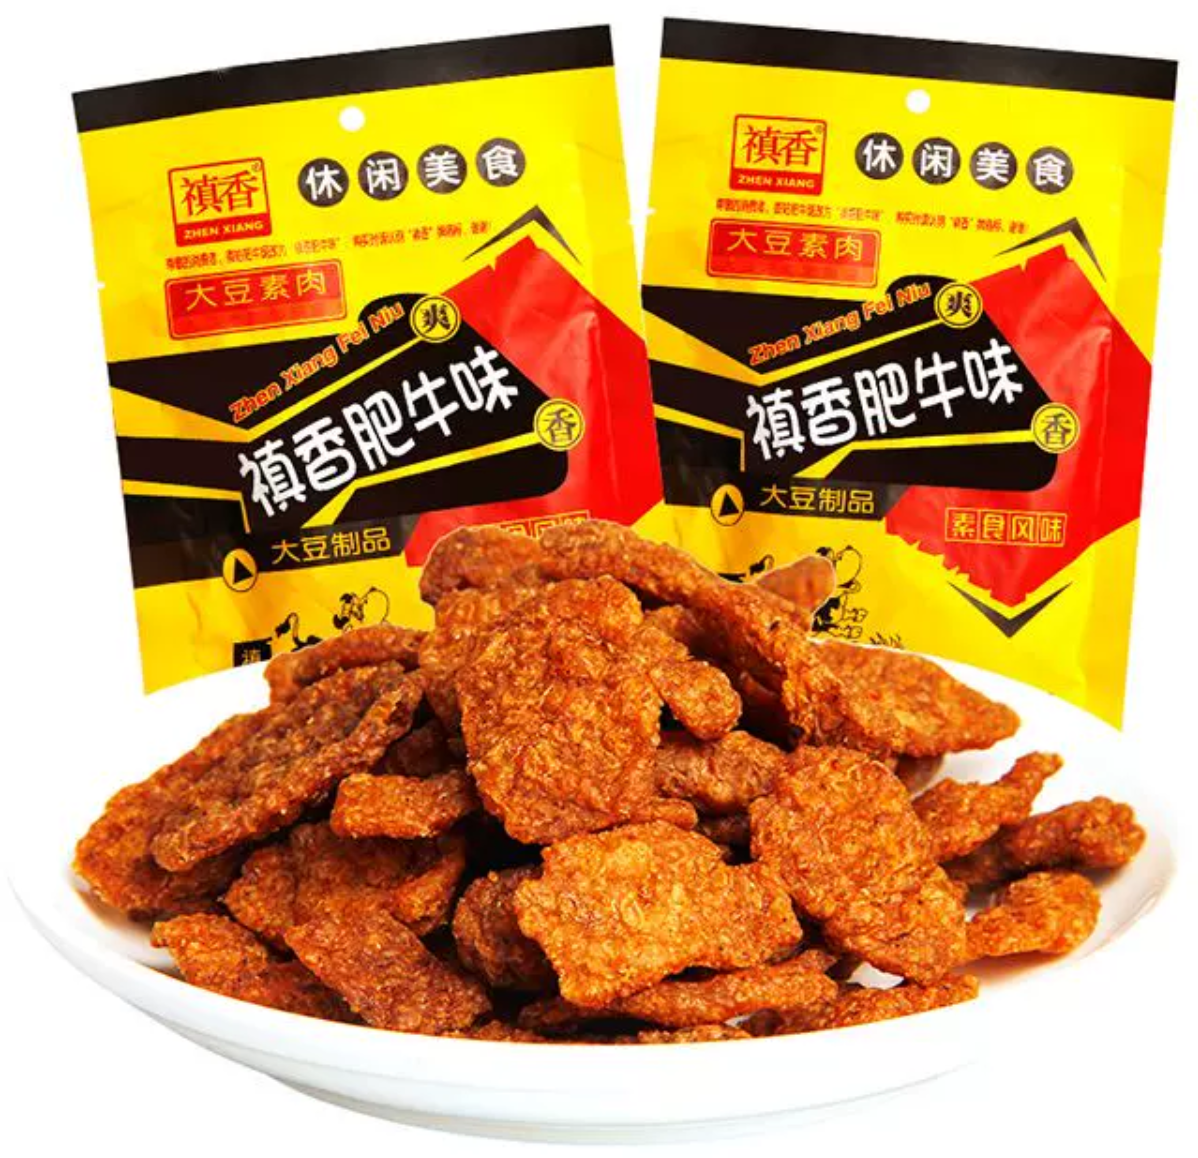 禛香®
ZHEN XIANG
休闲美食
大豆素肉
Zhen Xiang Fei Niu
爽
禛香肥牛味
香
大豆制品
风味
禛
禛香®
ZHEN XIANG
休闲美食
大豆素肉
Zhen Xiang Fei Niu
爽
禛香肥牛味
香
大豆制品
素食风味